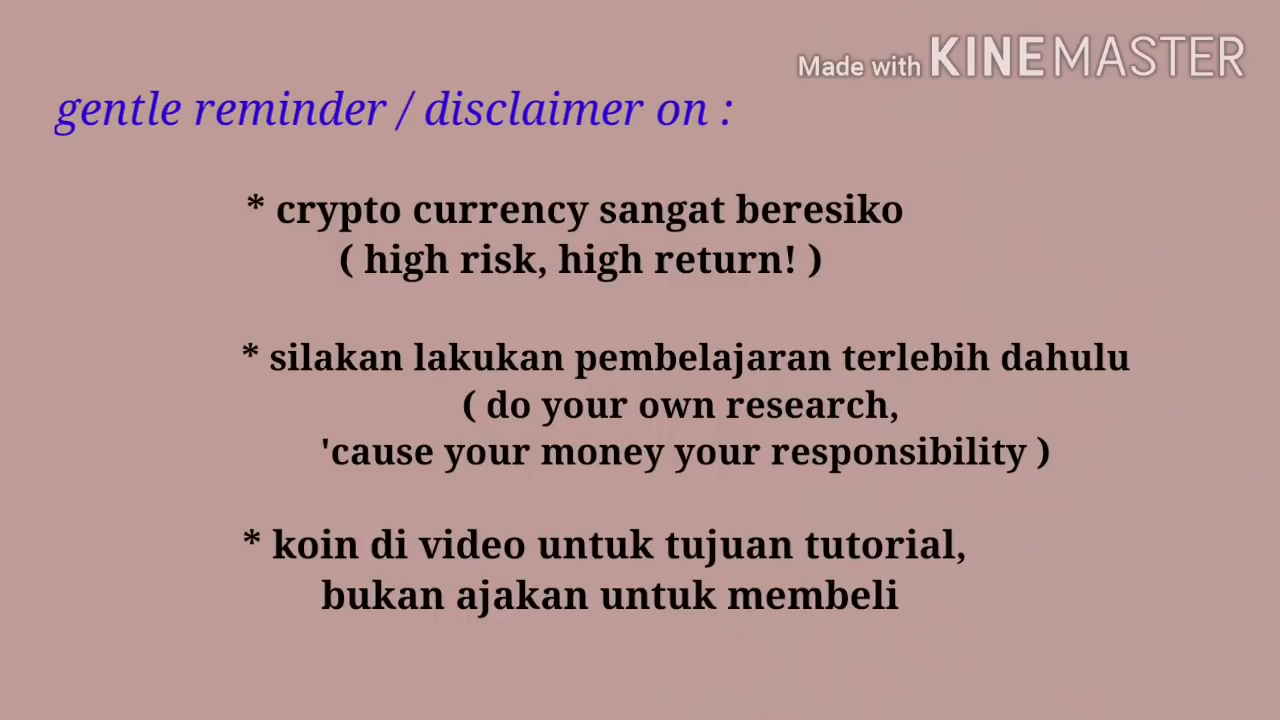 Made with KINEMASTER
gentle reminder / disclaimer on :
* crypto currency sangat beresiko
( high risk, high return! )
* silakan lakukan pembelajaran terlebih dahulu
( do your own research,
'cause your money your responsibility )
* koin di video untuk tujuan tutorial,
bukan ajakan untuk membeli